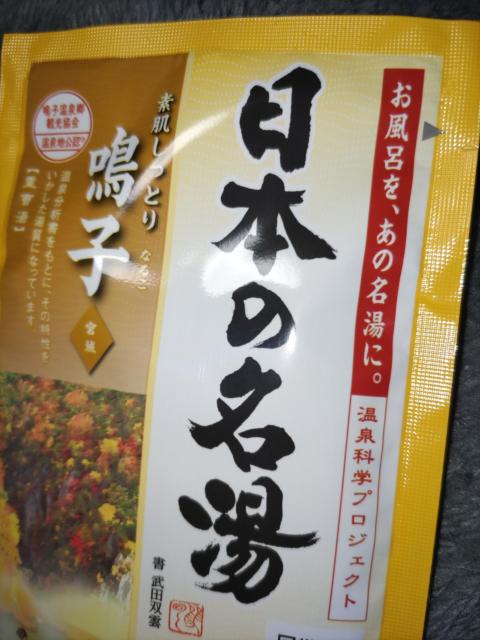 お風呂を、あの名湯に。
温泉科学プロジェクト
日本の名湯
書 武田双雲
素肌しっとり
鳴子
なるこ
宮城
鳴子温泉郷
観光協会
温泉地公認
温泉分析書をもとに、その特性を
いかした湯質になっています